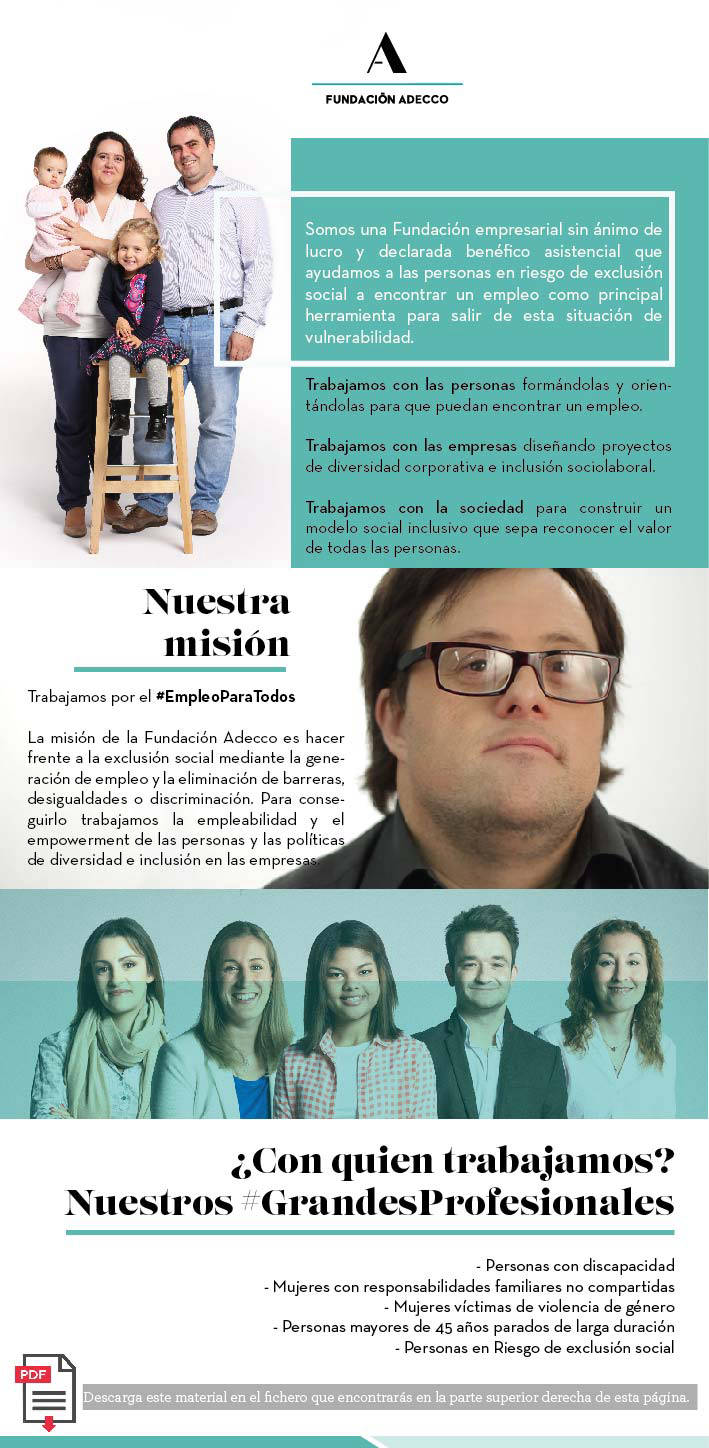 A
FUNDACIÓN ADECCO
Somos una Fundación empresarial sin ánimo de
lucro y declarada benéfico asistencial que
ayudamos a las personas en riesgo de exclusión
social a encontrar un empleo como principal
herramienta para salir de esta situación de
vulnerabilidad.
Trabajamos con las personas formándolas y orien-
tándolas para que puedan encontrar un empleo.
Trabajamos con las empresas diseñando proyectos
de diversidad corporativa e inclusión sociolaboral.
Trabajamos con la sociedad para construir un
modelo social inclusivo que sepa reconocer el valor
de todas las personas.
Nuestra
misión
Trabajamos por el #EmpleoParaTodos
La misión de la Fundación Adecco es hacer
frente a la exclusión social mediante la gene-
ración de empleo y la eliminación de barreras,
desigualdades o discriminación. Para conse-
guirlo trabajamos la empleabilidad y el
empowerment de las personas y las políticas
de diversidad e inclusión en las empresas.
¿Con quien trabajamos?
Nuestros #GrandesProfesionales
- Personas con discapacidad
- Mujeres con responsabilidades familiares no compartidas
- Mujeres víctimas de violencia de género
- Personas mayores de 45 años parados de larga duración
- Personas en Riesgo de exclusión social
PDF
Descarga este material en el fichero que encontrarás en la parte superior derecha de esta página.